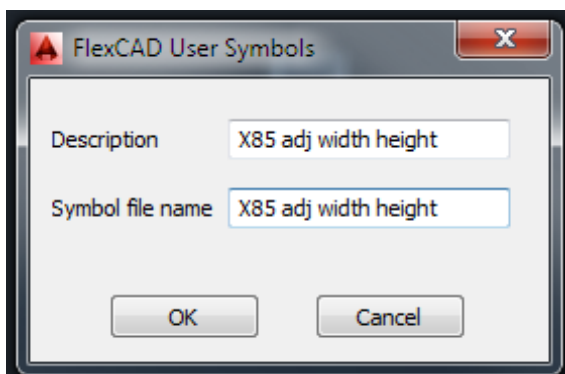 FlexCAD User Symbols
Description X85 adj width height
Symbol file name X85 adj width height
OK Cancel